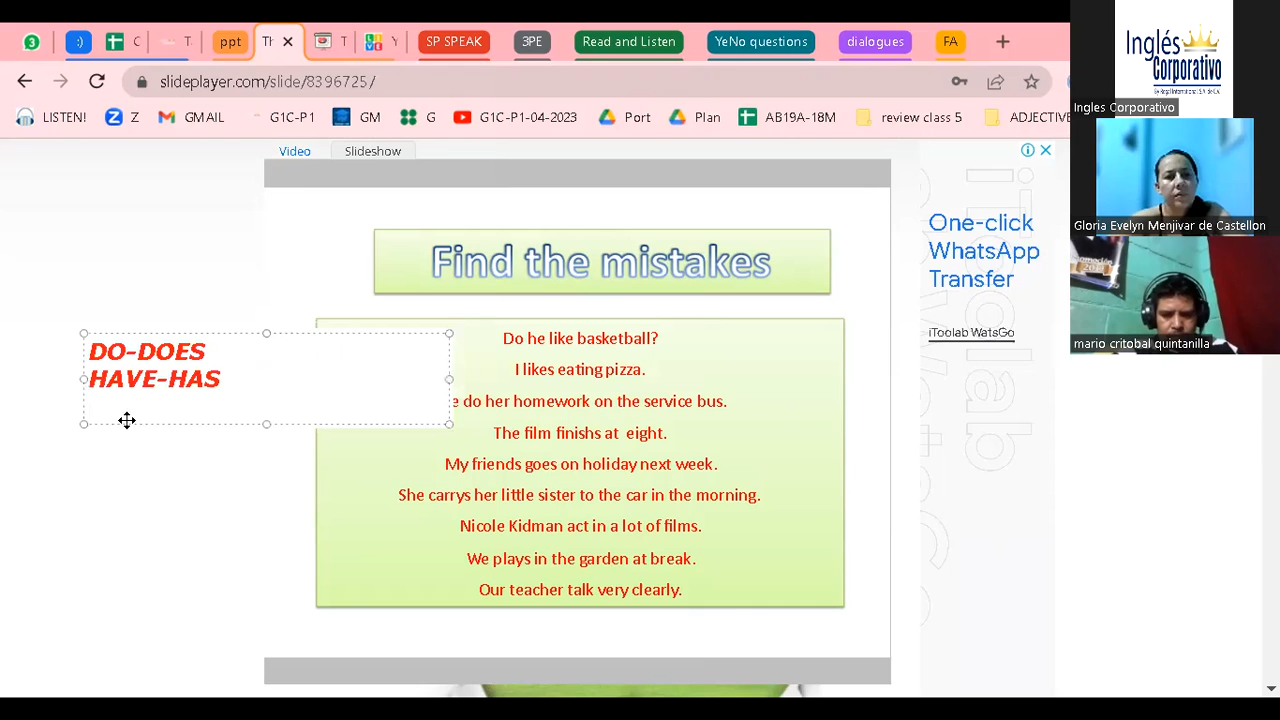 C
T
ppt
Th
T
Y
SP SPEAK
3PE
Read and Listen
YeNo questions
dialogues
FA
slideplayer.com/slide/8396725/
LISTEN!
Z
GMAIL
G1C-P1
GM
G
G1C-P1-04-2023
Port
Plan
AB19A-18M
review class 5
ADJECTIVE
Video
Slideshow
Find the mistakes
DO-DOES
HAVE-HAS
Do he like basketball?
I likes eating pizza.
e do her homework on the service bus.
The film finishs at eight.
My friends goes on holiday next week.
She carrys her little sister to the car in the morning.
Nicole Kidman act in a lot of films.
We plays in the garden at break.
Our teacher talk very clearly.
One-click
WhatsApp
Transfer
iToolab WatsGo
iToolab
Inglés
Corporativo
Ingles Corporativo
Gloria Evelyn Menjivar de Castellon
mario critobal quintanilla